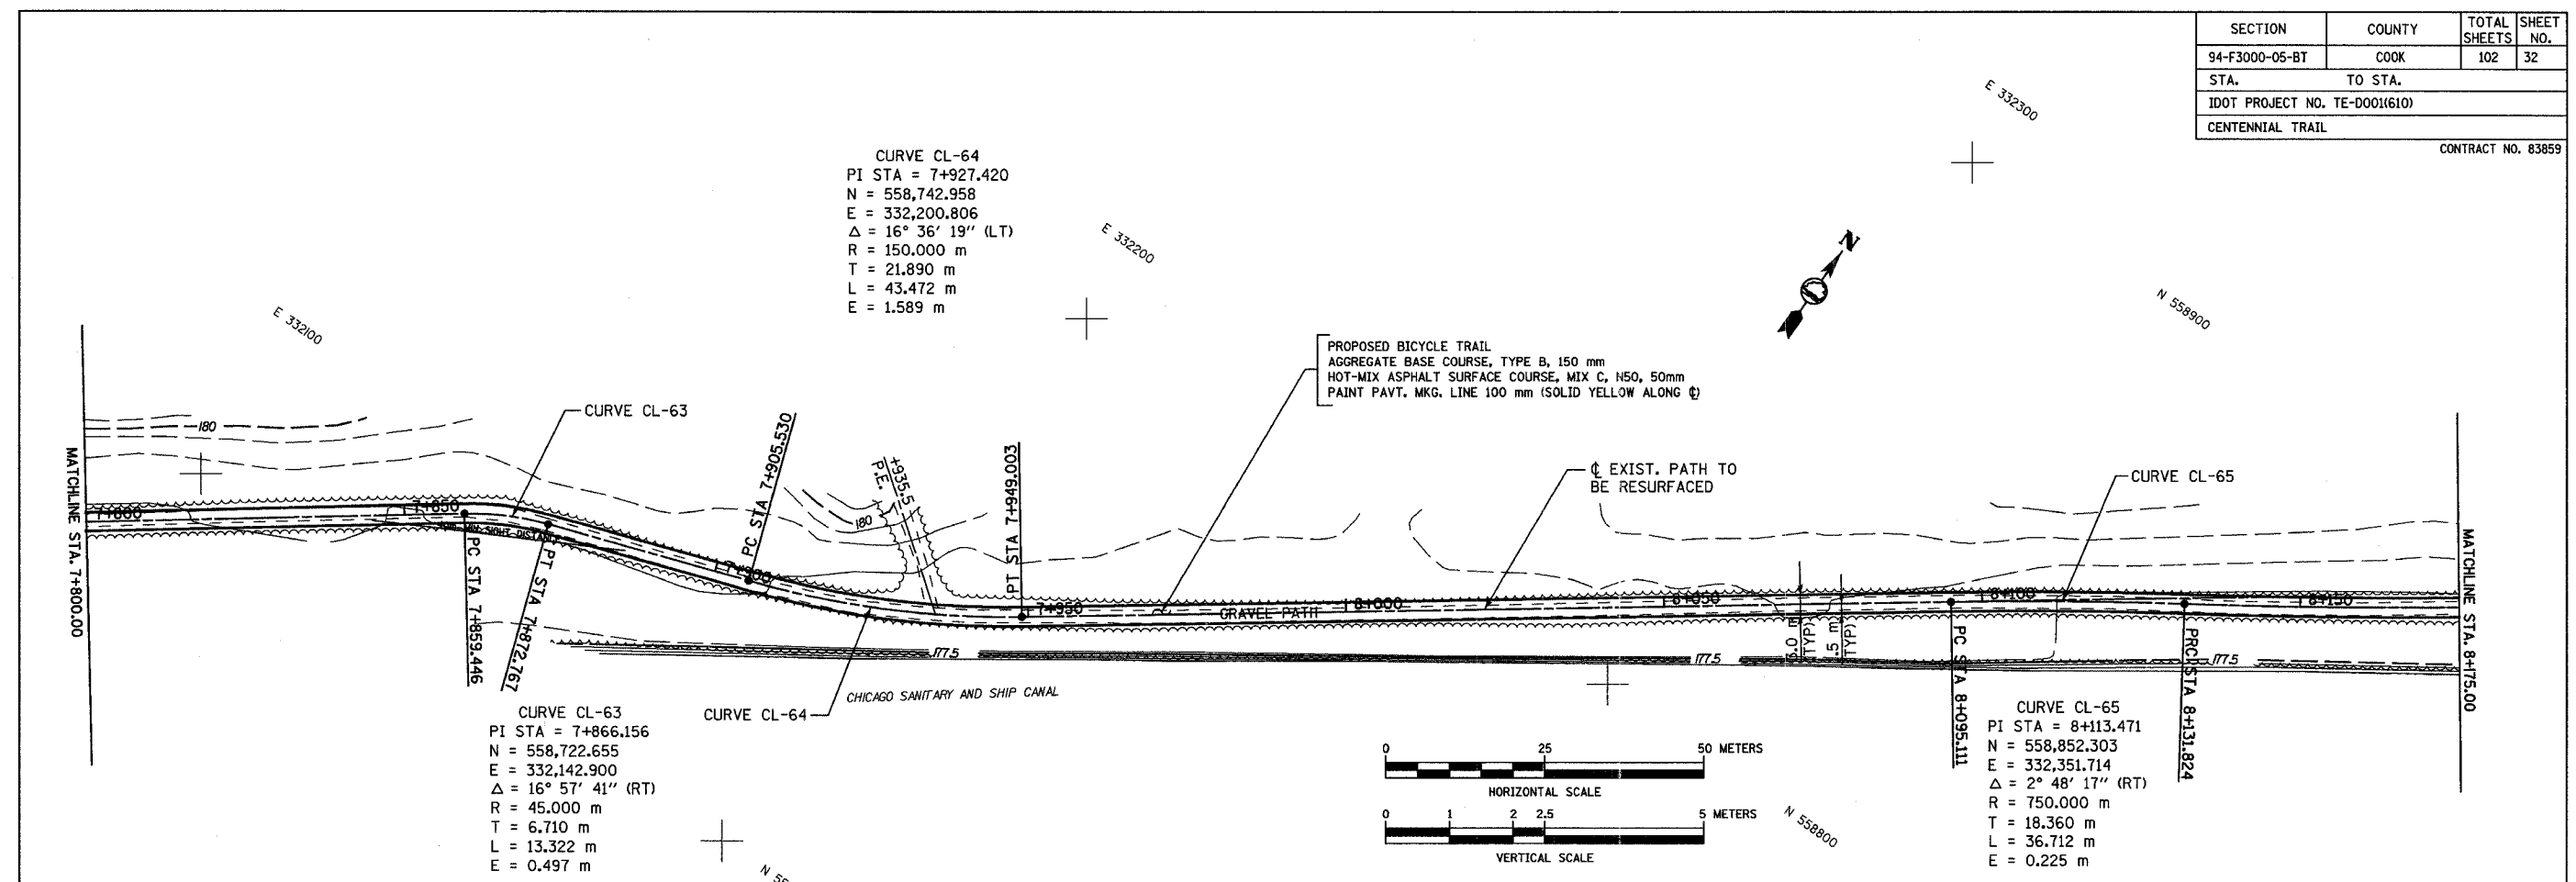 SECTION COUNTY TOTAL SHEETS SHEET NO.
94-F3000-05-BT COOK 102 32
STA. TO STA.
IDOT PROJECT NO. TE-D001(610)
CENTENNIAL TRAIL
CONTRACT NO. 83859
E 332300
CURVE CL-64
PI STA = 7+927.420
N = 558,742.958
E = 332,200.806
Δ = 16° 36' 19" (LT)
R = 150.000 m
T = 21.890 m
L = 43.472 m
E = 1.589 m
E 332200
N
N 558900
E 332100
PROPOSED BICYCLE TRAIL
AGGREGATE BASE COURSE, TYPE B, 150 mm
HOT-MIX ASPHALT SURFACE COURSE, MIX C, N50, 50mm
PAINT PAVT. MKG. LINE 100 mm (SOLID YELLOW ALONG ℄)
CURVE CL-63
180
MATCHLINE STA. 7+800.00
7+800
7+850
SIGHT DISTANCE
PC STA 7+859.446
PT STA 7+872.767
7+900
PC STA 7+905.530
+935.5
P.E.
180
PT STA 7+949.003
7+950
GRAVEL PATH
8+000
℄ EXIST. PATH TO
BE RESURFACED
8+050
CURVE CL-65
8+100
8+150
MATCHLINE STA. 8+175.00
3.0 m
(TYP)
.5 m
(TYP)
PC STA 8+095.111
PRC STA 8+131.824
177.5
177.5
177.5
CHICAGO SANITARY AND SHIP CANAL
CURVE CL-64
CURVE CL-63
PI STA = 7+866.156
N = 558,722.655
E = 332,142.900
Δ = 16° 57' 41" (RT)
R = 45.000 m
T = 6.710 m
L = 13.322 m
E = 0.497 m
0 25 50 METERS
HORIZONTAL SCALE
0 1 2 2.5 5 METERS
VERTICAL SCALE
N 558800
CURVE CL-65
PI STA = 8+113.471
N = 558,852.303
E = 332,351.714
Δ = 2° 48' 17" (RT)
R = 750.000 m
T = 18.360 m
L = 36.712 m
E = 0.225 m